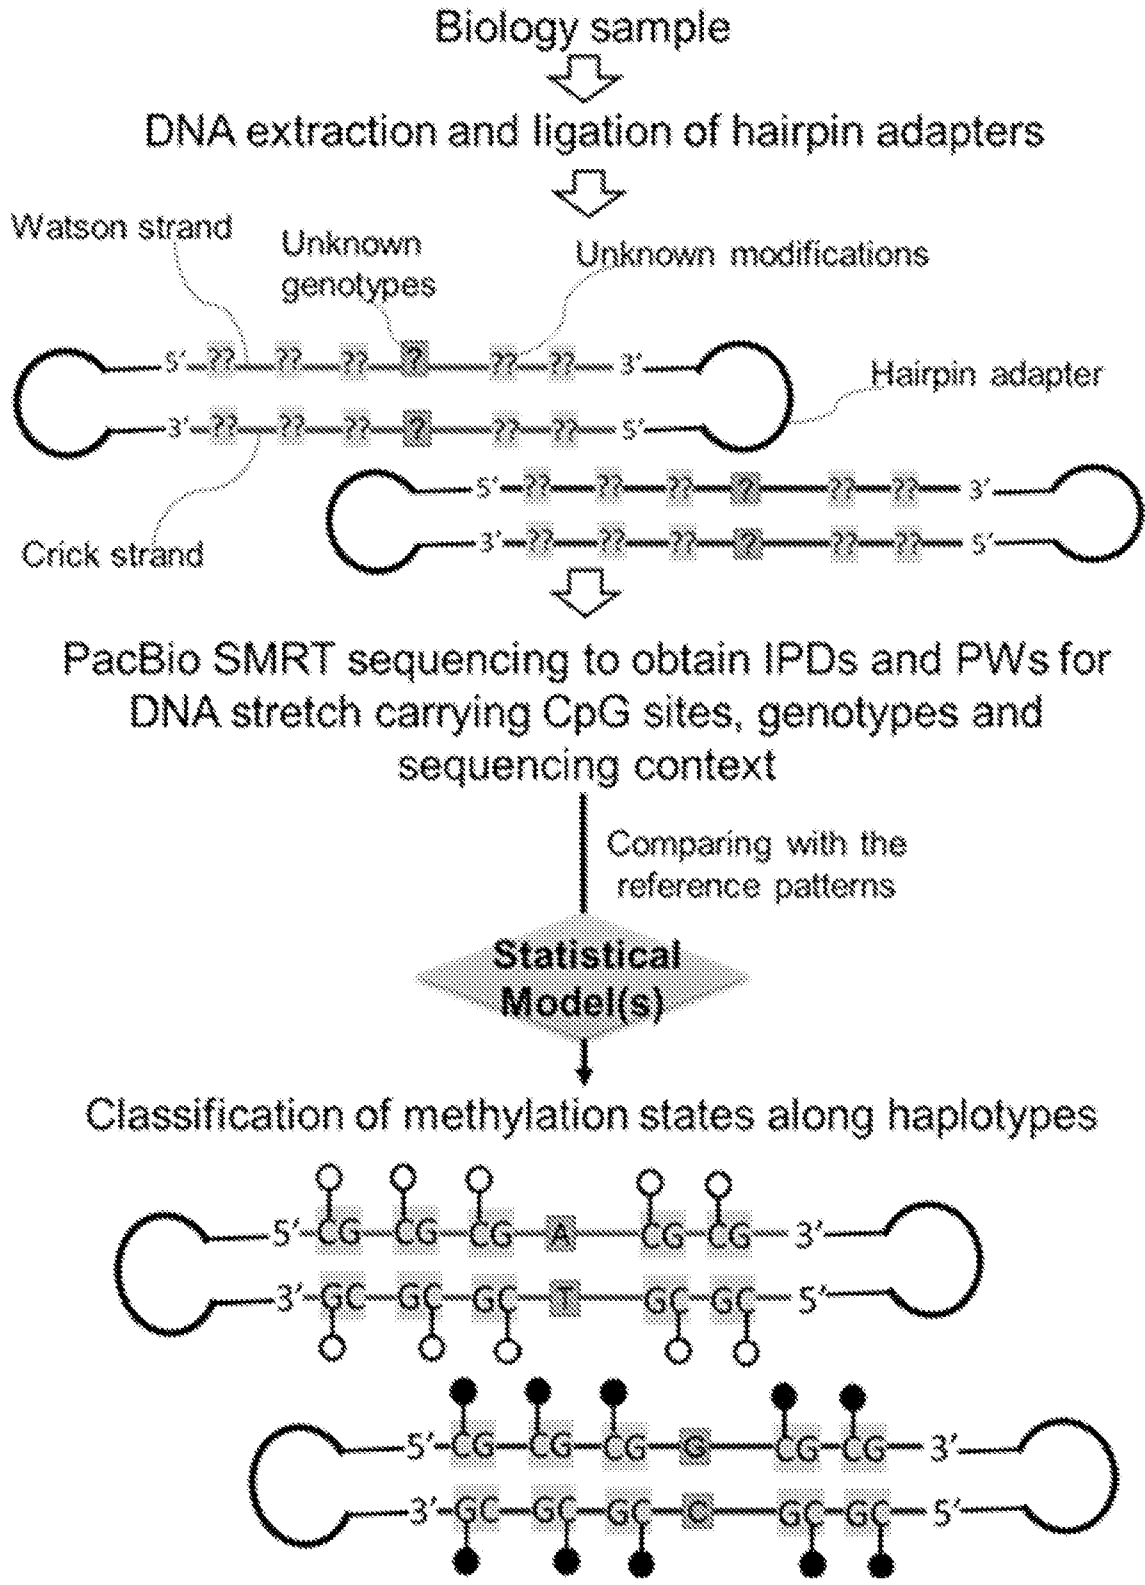 Biology sample
DNA extraction and ligation of hairpin adapters
Watson strand
Unknown
genotypes
Unknown modifications
5’ ?? ?? ?? ? ?? ?? 3’
Hairpin adapter
3’ ?? ?? ?? ? ?? ?? 5’
5’ ?? ?? ?? ? ?? ?? 3’
3’ ?? ?? ?? ? ?? ?? 5’
Crick strand
PacBio SMRT sequencing to obtain IPDs and PWs for
DNA stretch carrying CpG sites, genotypes and
sequencing context
Comparing with the
reference patterns
Statistical
Model(s)
Classification of methylation states along haplotypes
5’ CG CG CG A CG CG 3’
3’ GC GC GC T GC GC 5’
5’ CG CG CG G CG CG 3’
3’ GC GC GC C GC GC 5’